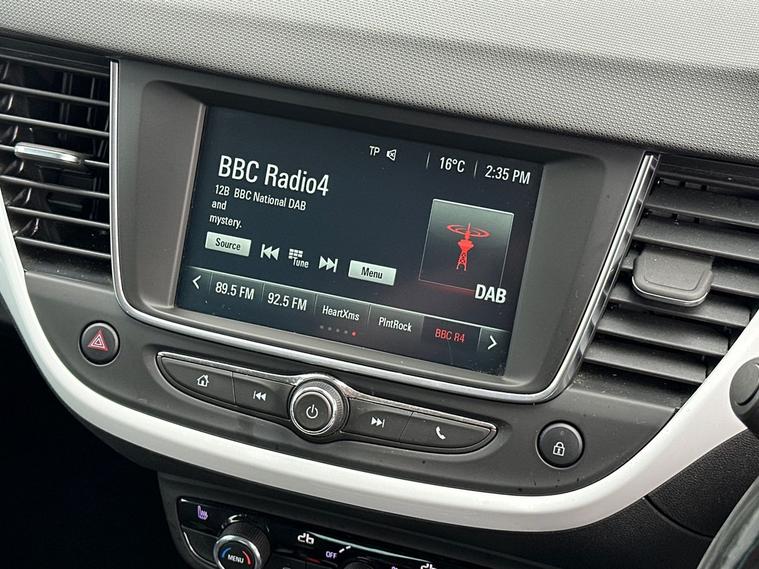 TP 16°C 2:35 PM
BBC Radio4
12B BBC National DAB
and
mystery.
Source Tune Menu
DAB
89.5 FM 92.5 FM HeartXms PlntRock BBC R4
MENU OFF